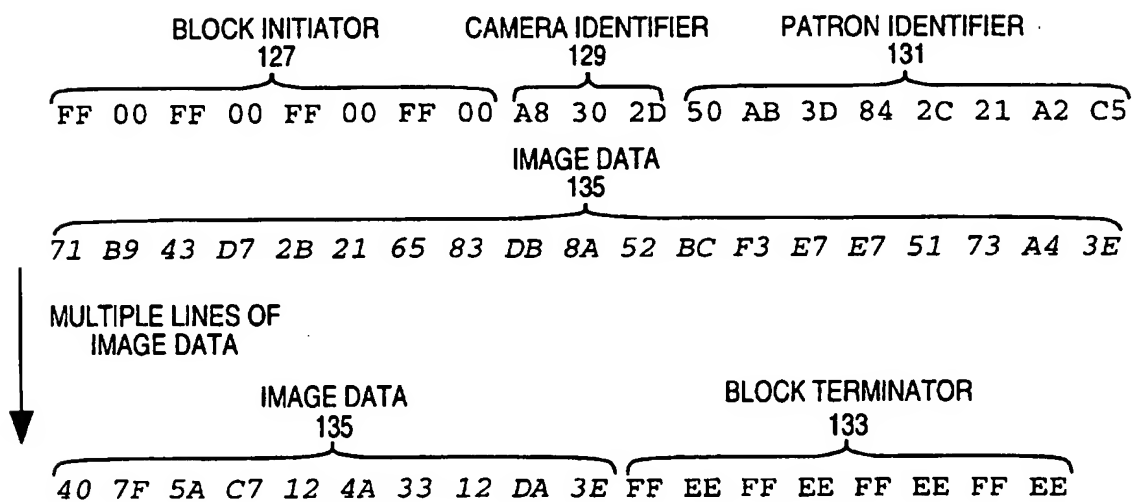 BLOCK INITIATOR CAMERA IDENTIFIER PATRON IDENTIFIER
127 129 131
FF 00 FF 00 FF 00 FF 00 A8 30 2D 50 AB 3D 84 2C 21 A2 C5
IMAGE DATA
135
71 B9 43 D7 2B 21 65 83 DB 8A 52 BC F3 E7 E7 51 73 A4 3E
MULTIPLE LINES OF
IMAGE DATA
IMAGE DATA BLOCK TERMINATOR
135 133
40 7F 5A C7 12 4A 33 12 DA 3E FF EE FF EE FF EE FF EE